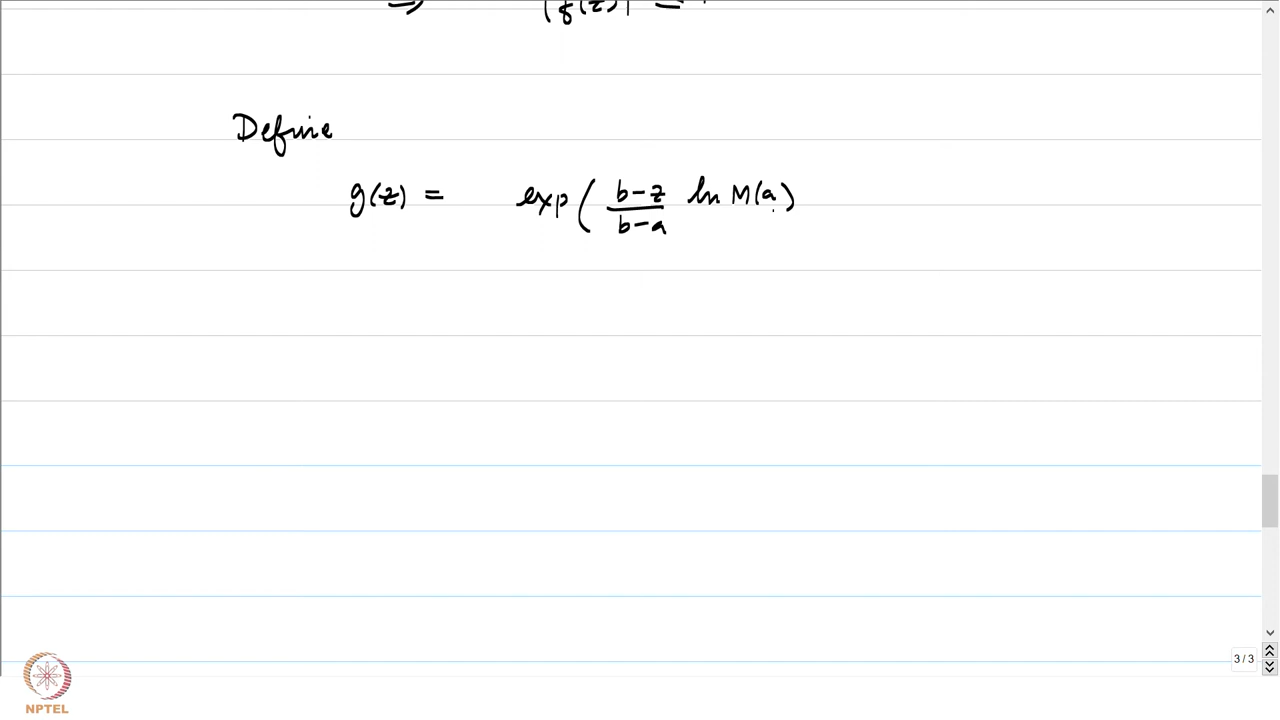 ⇒ |f(z)| =
Define
g(z) = exp( b-z / b-a ln M(a)
3 / 3
NPTEL